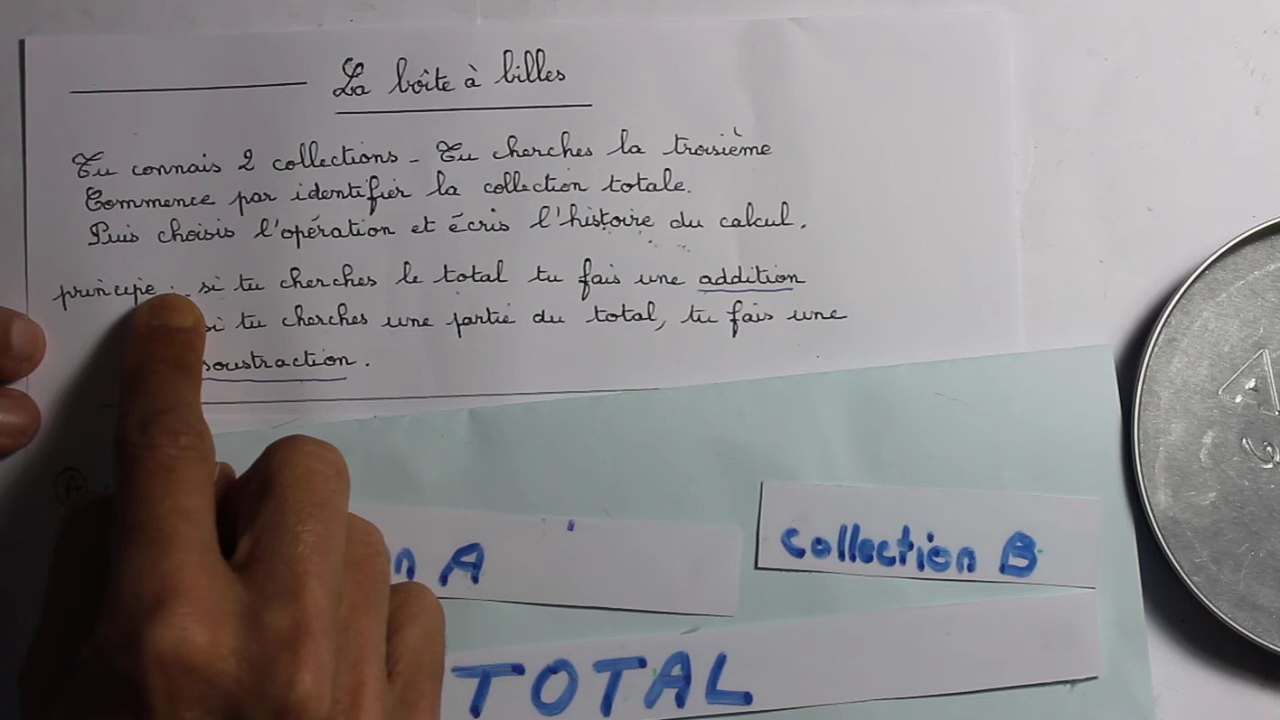 La boîte à billes
Tu connais 2 collections - Tu cherches la troisième
Commence par identifier la collection totale.
Puis choisis l'opération et écris l'histoire du calcul.
principe : si tu cherches le total tu fais une addition
si tu cherches une partie du total, tu fais une
soustraction.
A
collection B
TOTAL